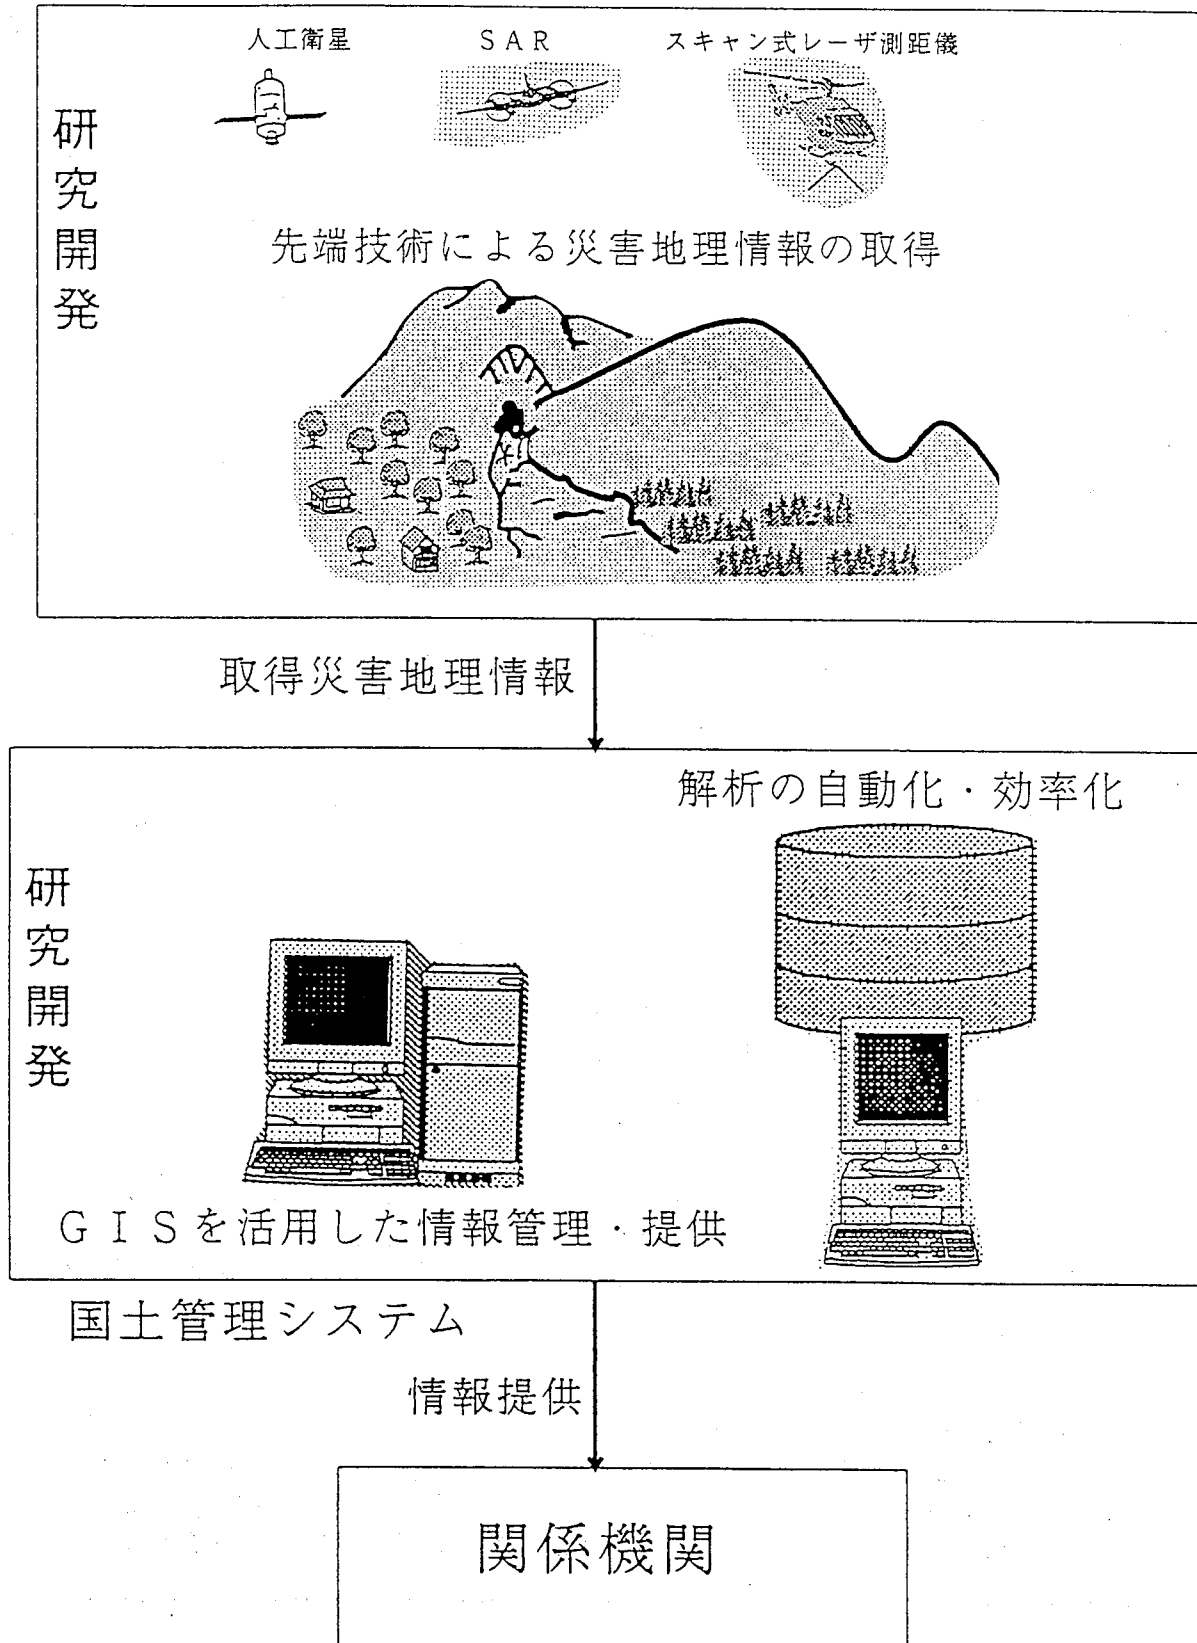 人工衛星
ＳＡＲ
スキャン式レーザ測距儀
研究開発
先端技術による災害地理情報の取得
取得災害地理情報
解析の自動化・効率化
研究開発
ＧＩＳを活用した情報管理・提供
国土管理システム
情報提供
関係機関